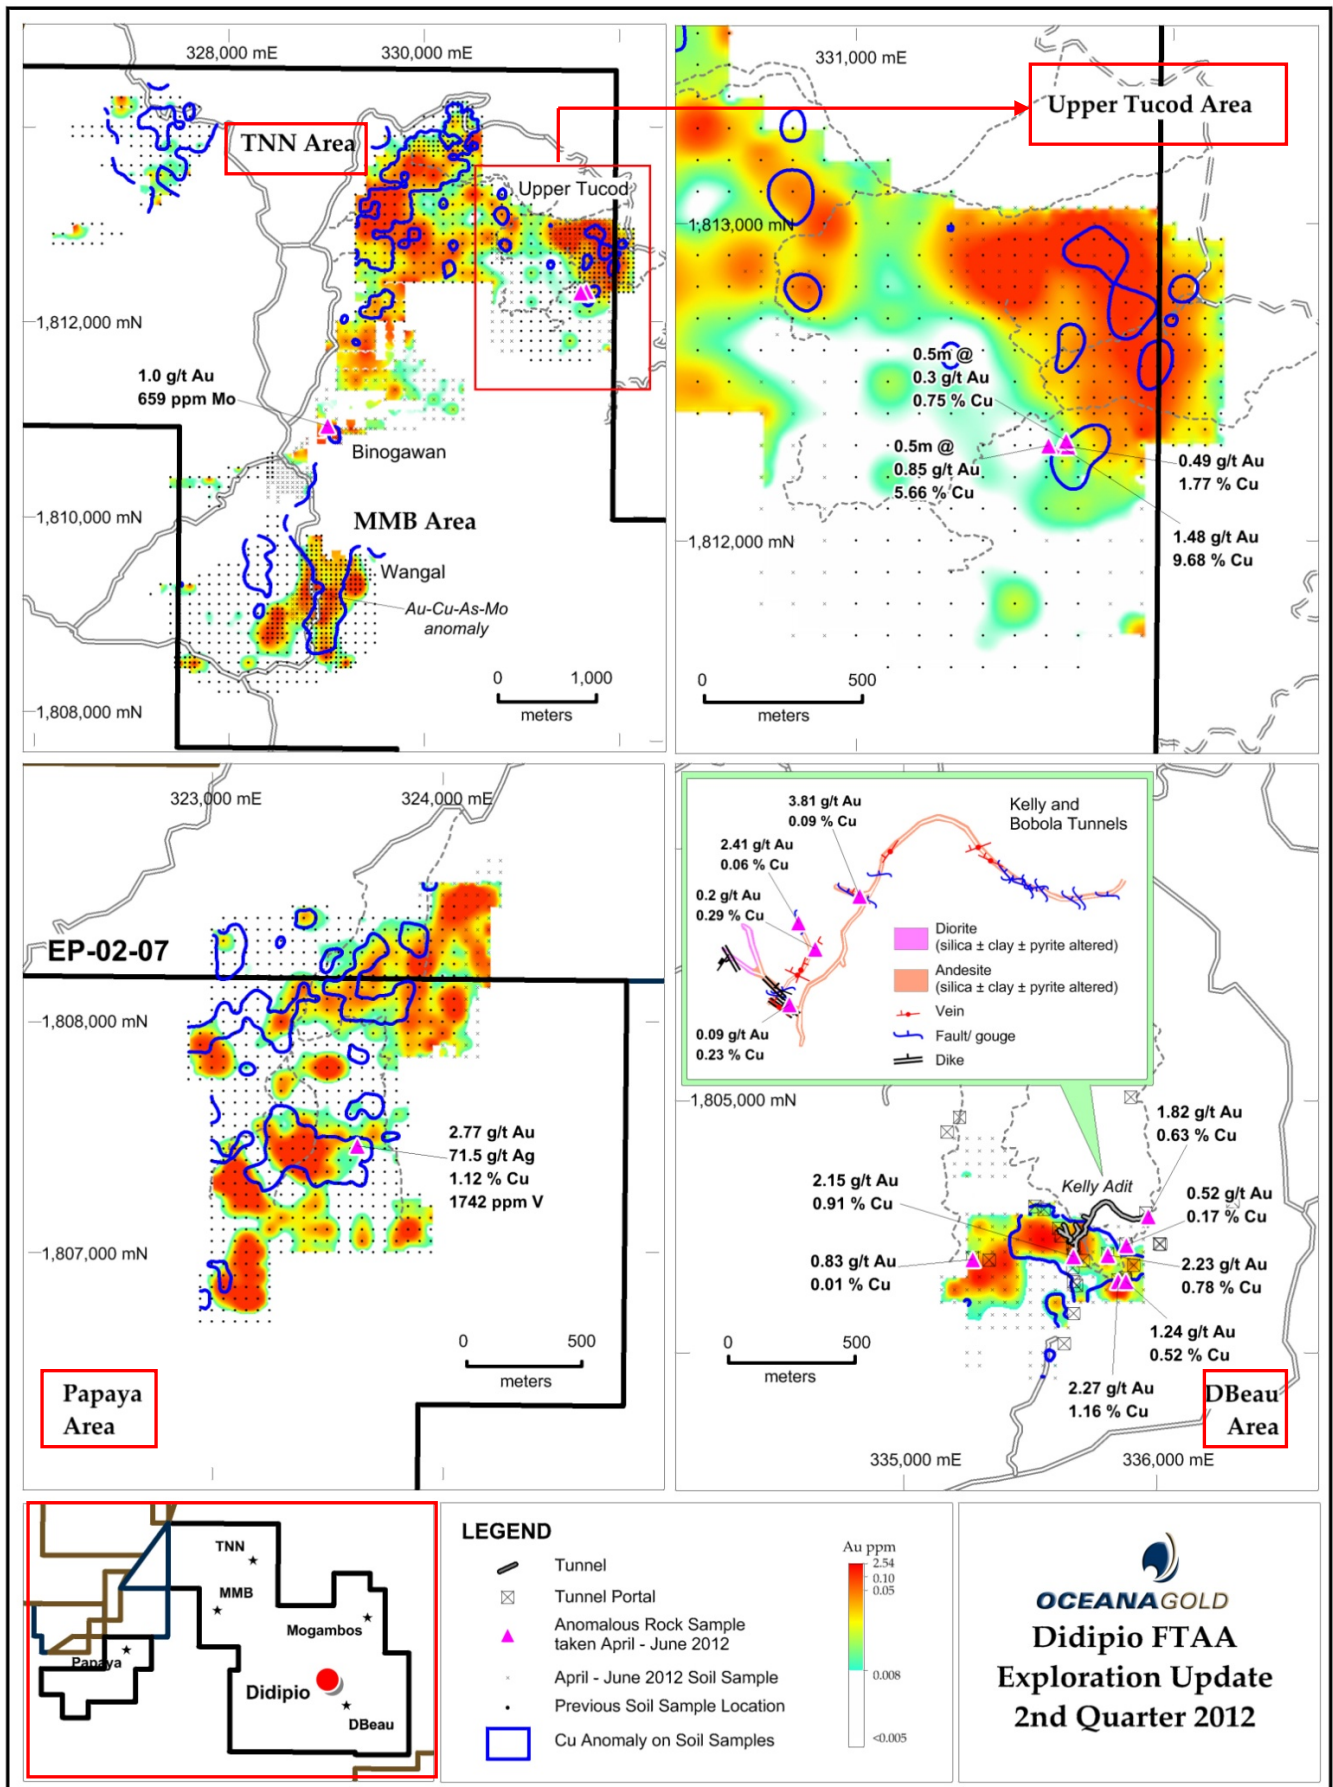 328,000 mE
330,000 mE
TNN Area
Upper Tucod
1,812,000 mN
1.0 g/t Au
659 ppm Mo
Binogawan
1,810,000 mN
MMB Area
Wangal
Au-Cu-As-Mo
anomaly
0
1,000
meters
1,808,000 mN
331,000 mE
Upper Tucod Area
1,813,000 mN
0.5m @
0.3 g/t Au
0.75 % Cu
0.5m @
0.85 g/t Au
5.66 % Cu
0.49 g/t Au
1.77 % Cu
1.48 g/t Au
9.68 % Cu
1,812,000 mN
0
500
meters
323,000 mE
324,000 mE
EP-02-07
1,808,000 mN
2.77 g/t Au
71.5 g/t Ag
1.12 % Cu
1742 ppm V
1,807,000 mN
0
500
meters
Papaya
Area
3.81 g/t Au
0.09 % Cu
Kelly and
Bobola Tunnels
2.41 g/t Au
0.06 % Cu
0.2 g/t Au
0.29 % Cu
Diorite
(silica ± clay ± pyrite altered)
Andesite
(silica ± clay ± pyrite altered)
Vein
Fault/ gouge
Dike
0.09 g/t Au
0.23 % Cu
1,805,000 mN
1.82 g/t Au
0.63 % Cu
2.15 g/t Au
0.91 % Cu
Kelly Adit
0.52 g/t Au
0.17 % Cu
0.83 g/t Au
0.01 % Cu
2.23 g/t Au
0.78 % Cu
1.24 g/t Au
0.52 % Cu
0
500
meters
2.27 g/t Au
1.16 % Cu
DBeau
Area
335,000 mE
336,000 mE
TNN
MMB
Mogambos
Papaya
Didipio
DBeau
LEGEND
Tunnel
Tunnel Portal
Anomalous Rock Sample
taken April - June 2012
April - June 2012 Soil Sample
Previous Soil Sample Location
Cu Anomaly on Soil Samples
Au ppm
2.54
0.10
0.05
0.008
<0.005
OCEANAGOLD
Didipio FTAA
Exploration Update
2nd Quarter 2012